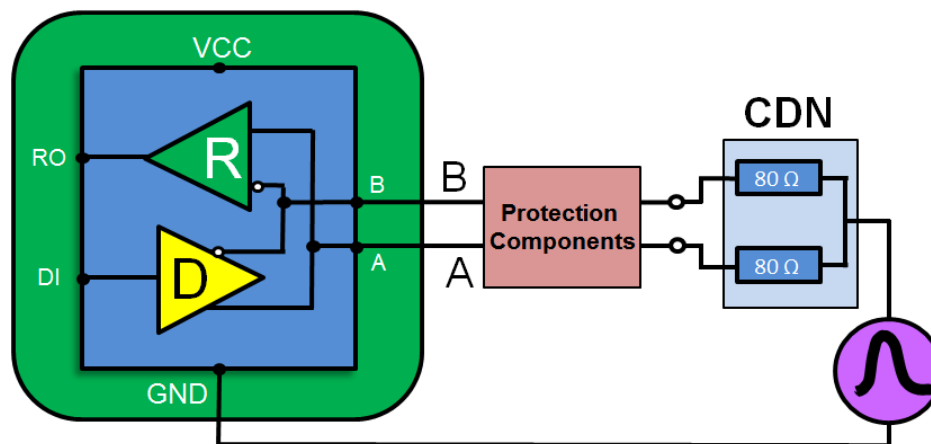 VCC
RO
R
B
DI
D
A
GND
B
A
Protection
Components
CDN
80 Ω
80 Ω